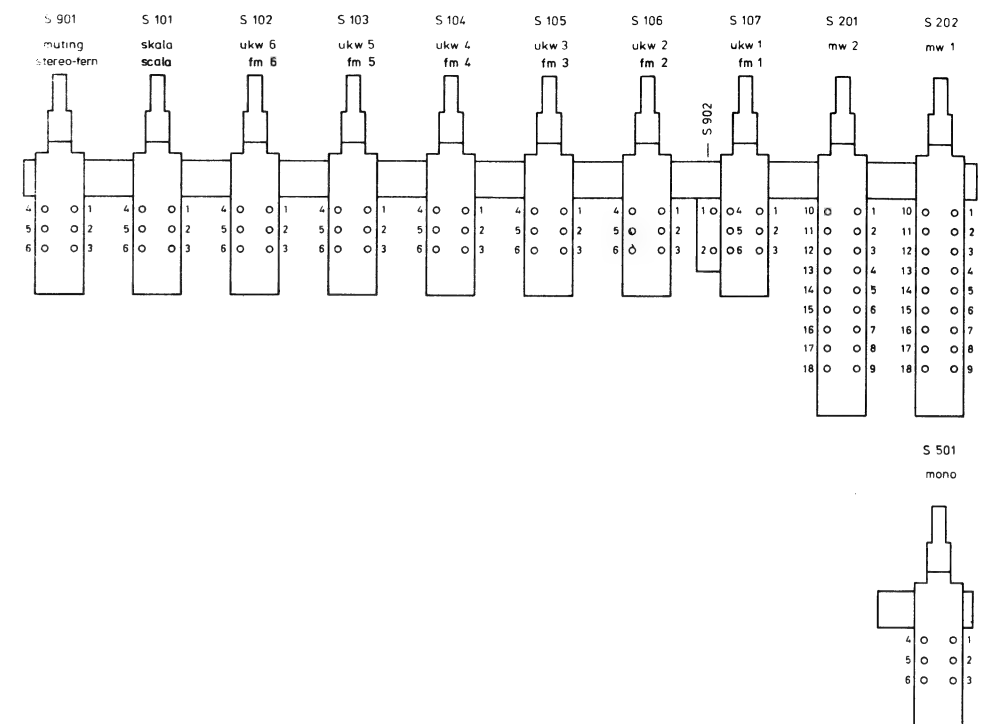 S 901 S 101 S 102 S 103 S 104 S 105 S 106 S 107 S 201 S 202
muting skala ukw 6 ukw 5 ukw 4 ukw 3 ukw 2 ukw 1 mw 2 mw 1
stereo-fern scala fm 6 fm 5 fm 4 fm 3 fm 2 fm 1
S 902
4 1 4 1 4 1 4 1 4 1 4 1 4 1 1 4 1 10 1 10 1
5 2 5 2 5 2 5 2 5 2 5 2 5 2 5 2 11 2 11 2
6 3 6 3 6 3 6 3 6 3 6 3 6 3 2 6 3 12 3 12 3
13 4 13 4
14 5 14 5
15 6 15 6
16 7 16 7
17 8 17 8
18 9 18 9
S 501
mono
4 1
5 2
6 3